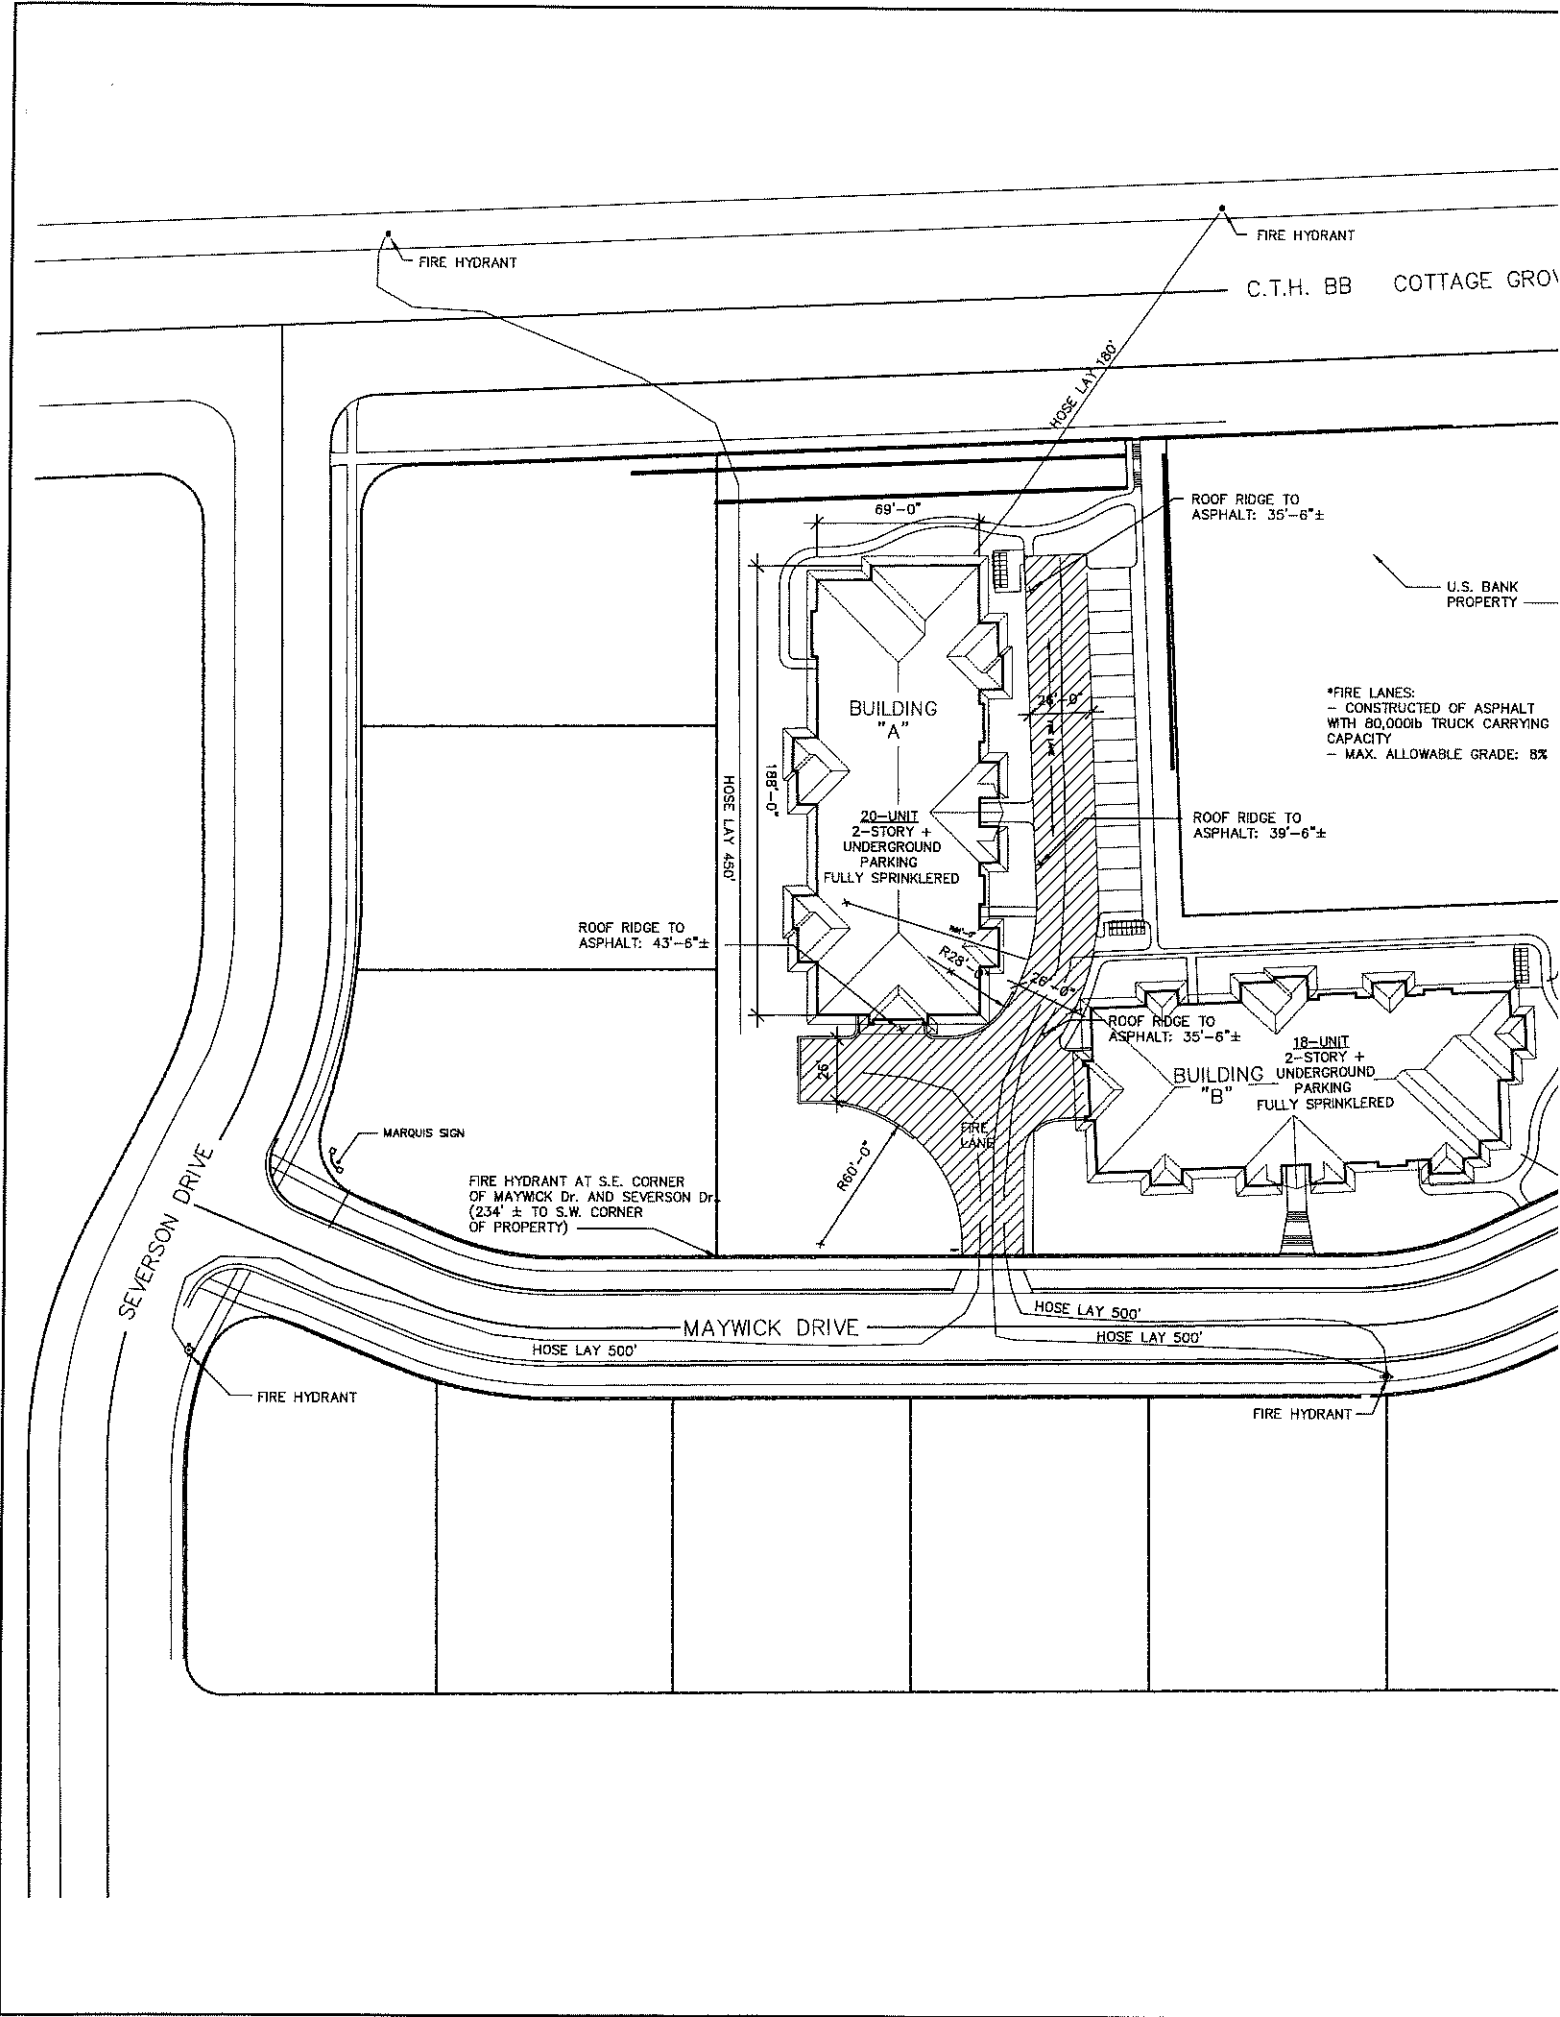 FIRE HYDRANT
FIRE HYDRANT
C.T.H. BB COTTAGE GROV
HOSE LAY 180'
69'-0"
ROOF RIDGE TO
ASPHALT: 35'-6"±
U.S. BANK
PROPERTY
*FIRE LANES:
- CONSTRUCTED OF ASPHALT
WITH 80,000lb TRUCK CARRYING
CAPACITY
- MAX. ALLOWABLE GRADE: 8%
BUILDING
"A"
26'-0"
188'-0"
HOSE LAY 450'
20-UNIT
2-STORY +
UNDERGROUND
PARKING
FULLY SPRINKLERED
ROOF RIDGE TO
ASPHALT: 39'-6"±
ROOF RIDGE TO
ASPHALT: 43'-6"±
R28'-0"
26'-0"
ROOF RIDGE TO
ASPHALT: 35'-6"±
18-UNIT
2-STORY +
UNDERGROUND
PARKING
FULLY SPRINKLERED
BUILDING
"B"
26'
FIRE
LANE
R60'-0"
MARQUIS SIGN
FIRE HYDRANT AT S.E. CORNER
OF MAYWICK Dr. AND SEVERSON Dr.
(234' ± TO S.W. CORNER
OF PROPERTY)
SEVERSON DRIVE
MAYWICK DRIVE
HOSE LAY 500'
HOSE LAY 500'
HOSE LAY 500'
FIRE HYDRANT
FIRE HYDRANT